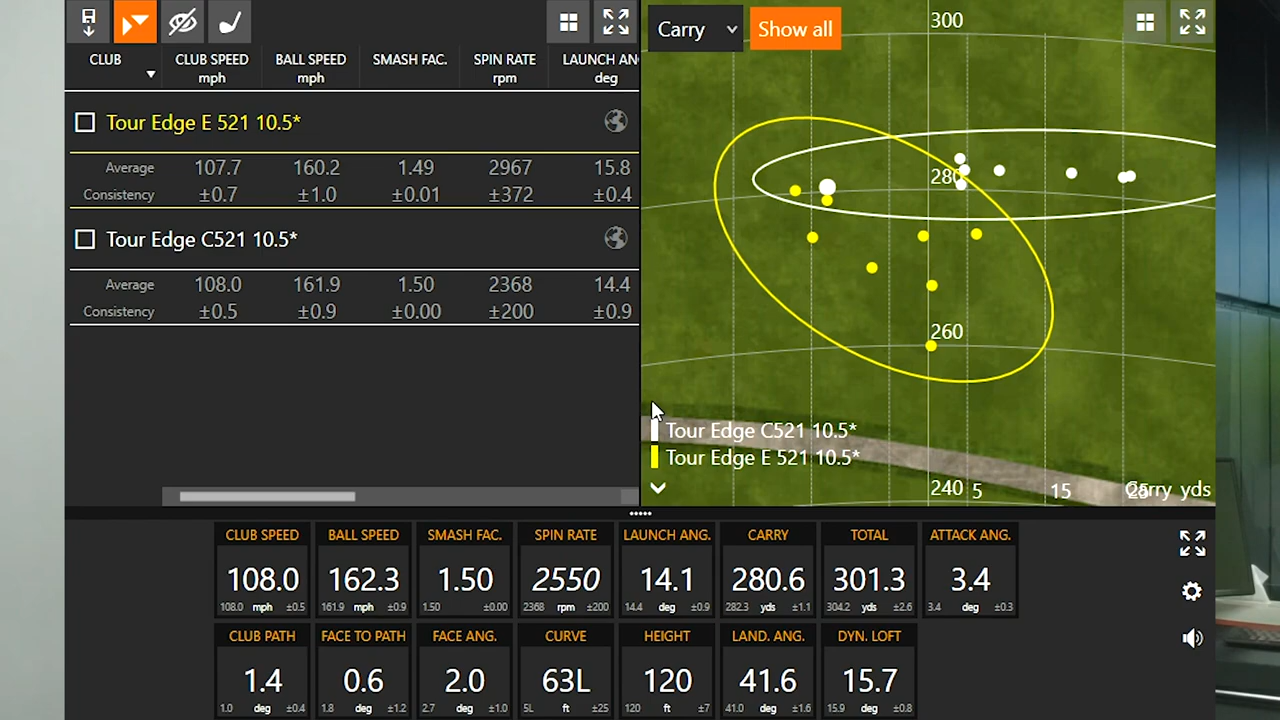 CLUB
CLUB SPEED
mph
BALL SPEED
mph
SMASH FAC.
SPIN RATE
rpm
LAUNCH AN
deg
Tour Edge E 521 10.5*
Average 107.7 160.2 1.49 2967 15.8
Consistency ±0.7 ±1.0 ±0.01 ±372 ±0.4
Tour Edge C521 10.5*
Average 108.0 161.9 1.50 2368 14.4
Consistency ±0.5 ±0.9 ±0.00 ±200 ±0.9
Carry Show all
300
280
260
240 5 15 25 Carry yds
Tour Edge C521 10.5*
Tour Edge E 521 10.5*
CLUB SPEED BALL SPEED SMASH FAC. SPIN RATE LAUNCH ANG. CARRY TOTAL ATTACK ANG.
108.0 162.3 1.50 2550 14.1 280.6 301.3 3.4
108.0 mph ±0.5 161.9 mph ±0.9 1.50 ±0.00 2368 rpm ±200 14.4 deg ±0.9 282.3 yds ±1.1 304.2 yds ±2.6 3.4 deg ±0.3
CLUB PATH FACE TO PATH FACE ANG. CURVE HEIGHT LAND. ANG. DYN. LOFT
1.4 0.6 2.0 63L 120 41.6 15.7
1.0 deg ±0.4 1.8 deg ±1.2 2.7 deg ±1.0 5L ft ±25 120 ft ±7 41.0 deg ±1.6 15.9 deg ±0.8